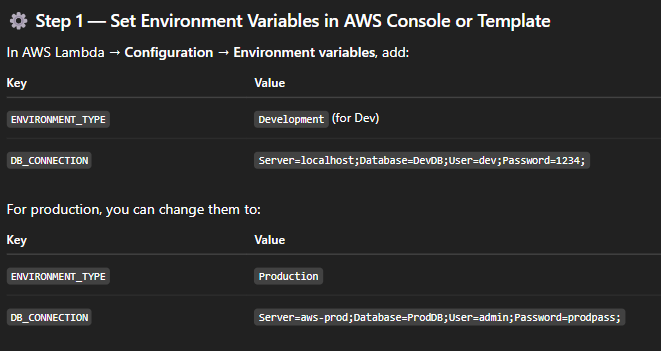 Step 1 — Set Environment Variables in AWS Console or Template
In AWS Lambda → Configuration → Environment variables, add:
Key Value
ENVIRONMENT_TYPE Development (for Dev)
DB_CONNECTION Server=localhost;Database=DevDB;User=dev;Password=1234;
For production, you can change them to:
Key Value
ENVIRONMENT_TYPE Production
DB_CONNECTION Server=aws-prod;Database=ProdDB;User=admin;Password=prodpass;